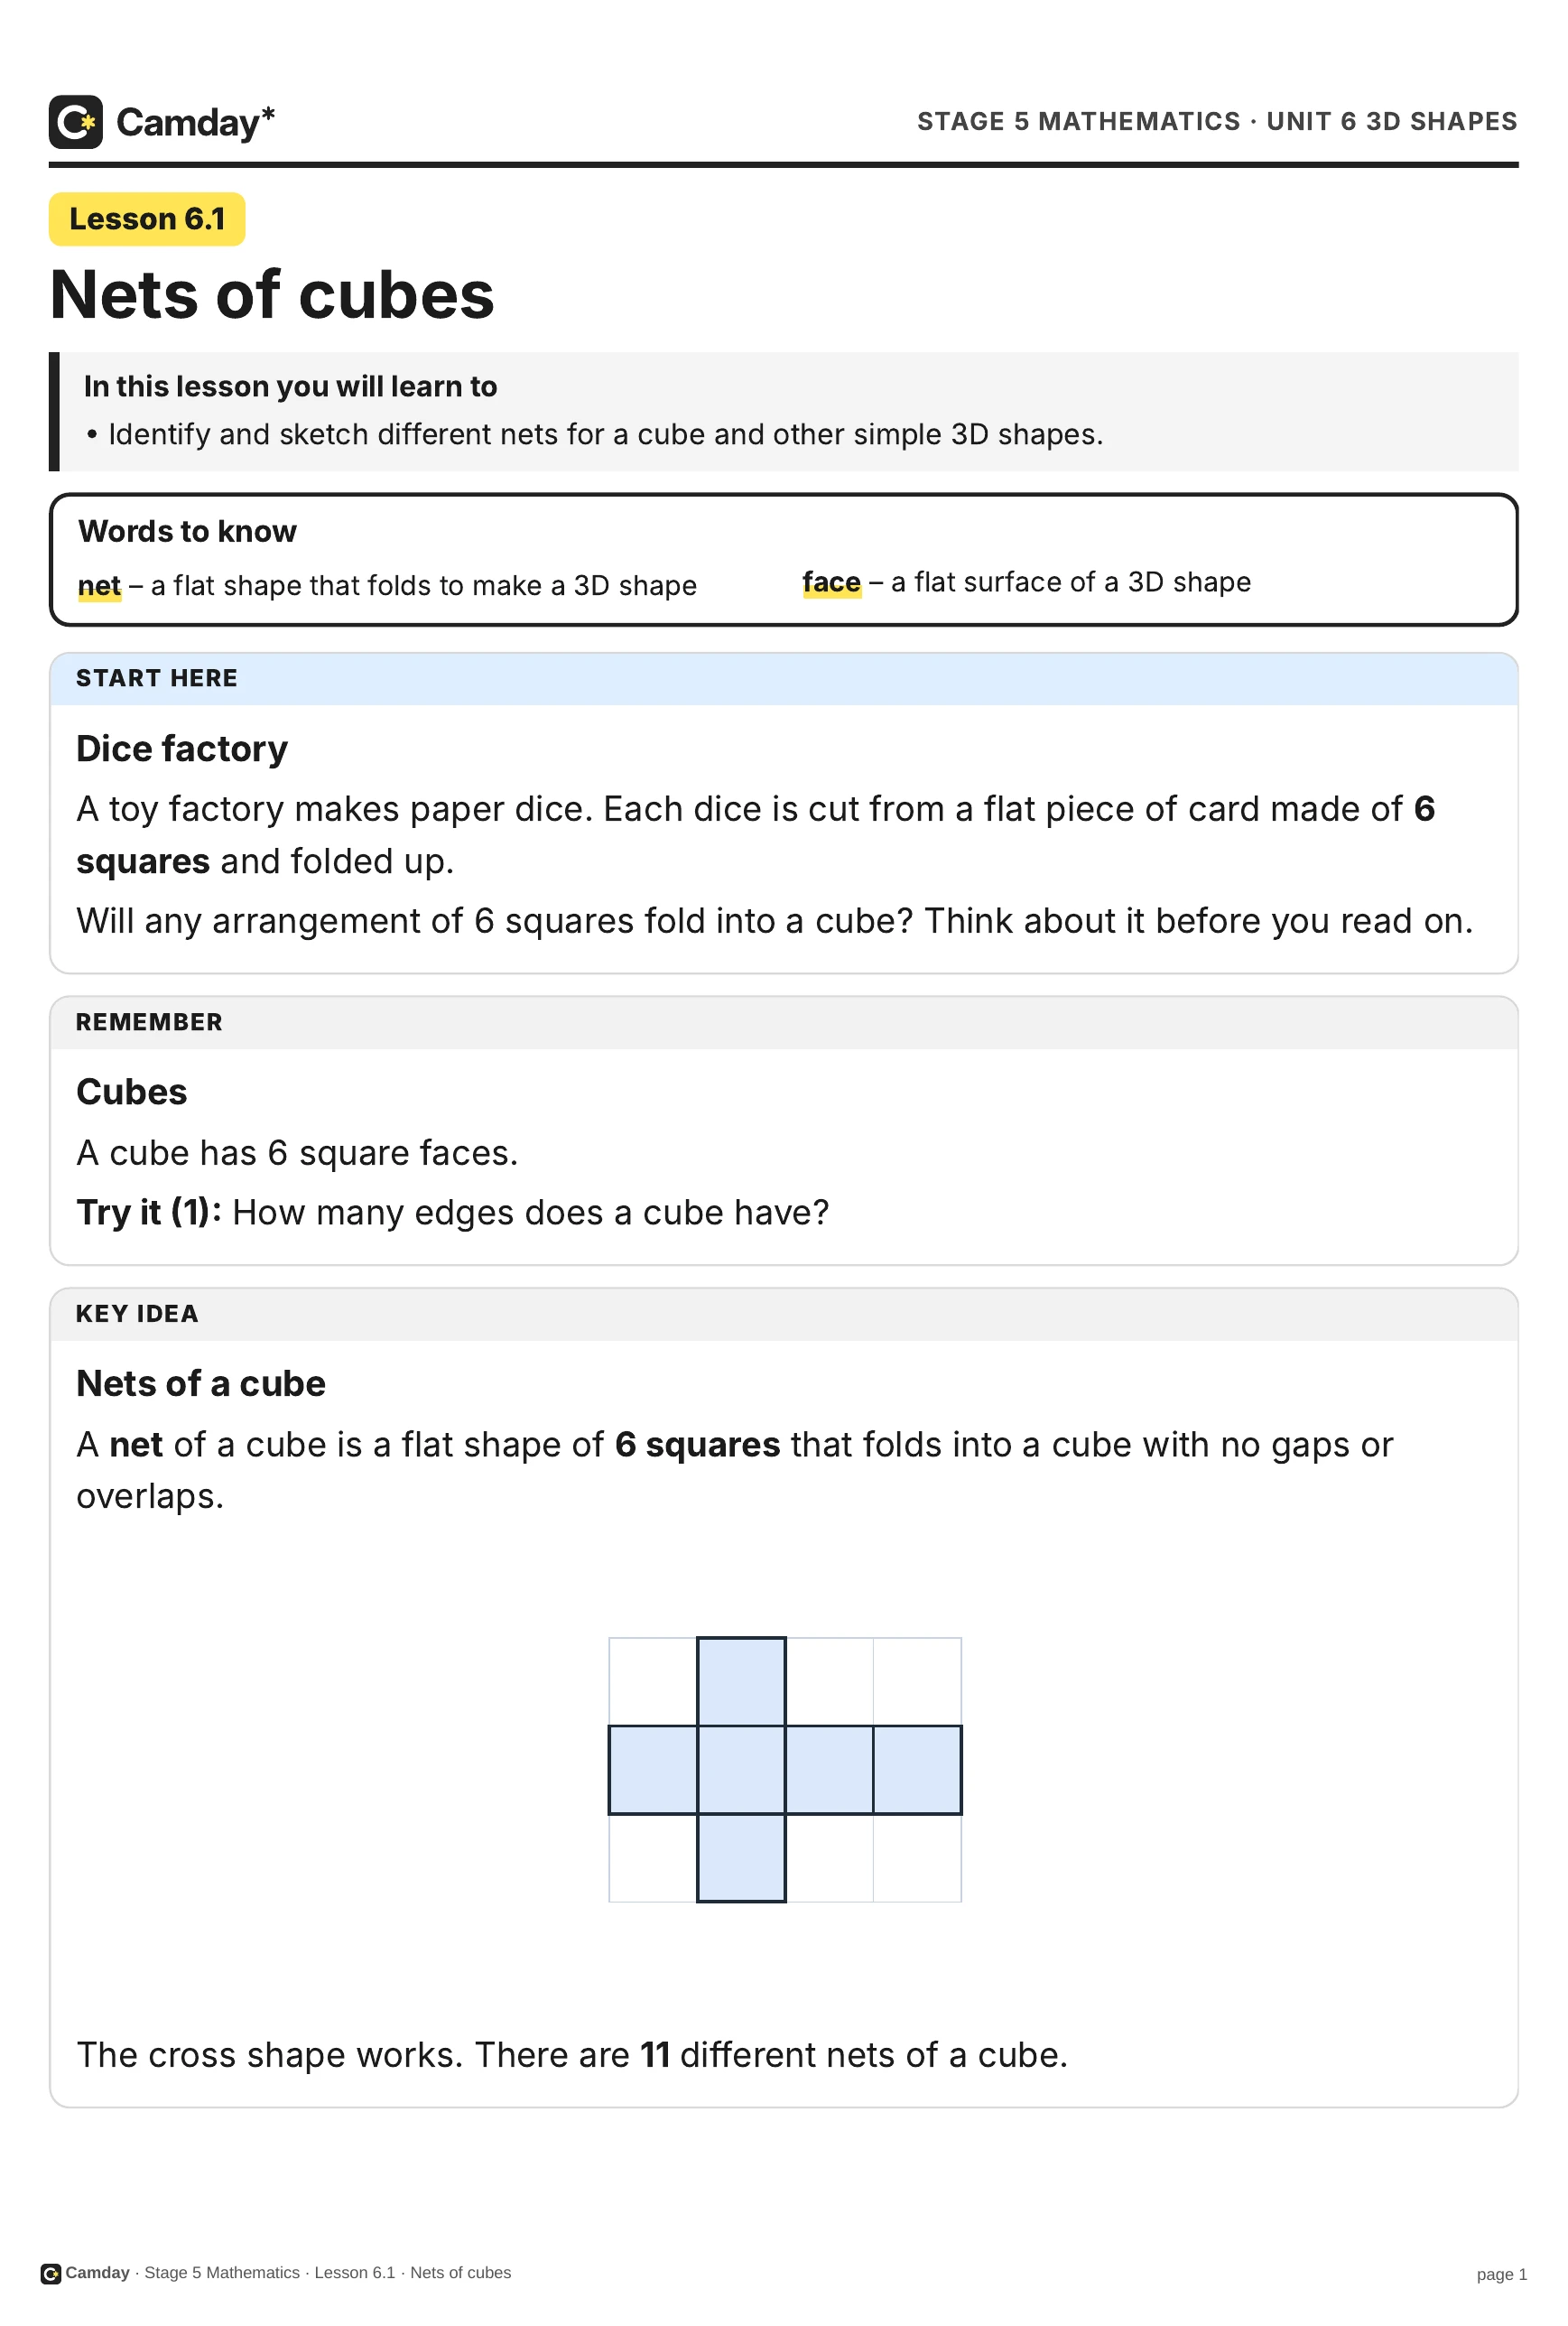 Camday*
STAGE 5 MATHEMATICS · UNIT 6 3D SHAPES
Lesson 6.1
Nets of cubes
In this lesson you will learn to
• Identify and sketch different nets for a cube and other simple 3D shapes.
Words to know
net – a flat shape that folds to make a 3D shape
face – a flat surface of a 3D shape
START HERE
Dice factory
A toy factory makes paper dice. Each dice is cut from a flat piece of card made of 6
squares and folded up.
Will any arrangement of 6 squares fold into a cube? Think about it before you read on.
REMEMBER
Cubes
A cube has 6 square faces.
Try it (1): How many edges does a cube have?
KEY IDEA
Nets of a cube
A net of a cube is a flat shape of 6 squares that folds into a cube with no gaps or
overlaps.
The cross shape works. There are 11 different nets of a cube.
Camday · Stage 5 Mathematics · Lesson 6.1 · Nets of cubes
page 1